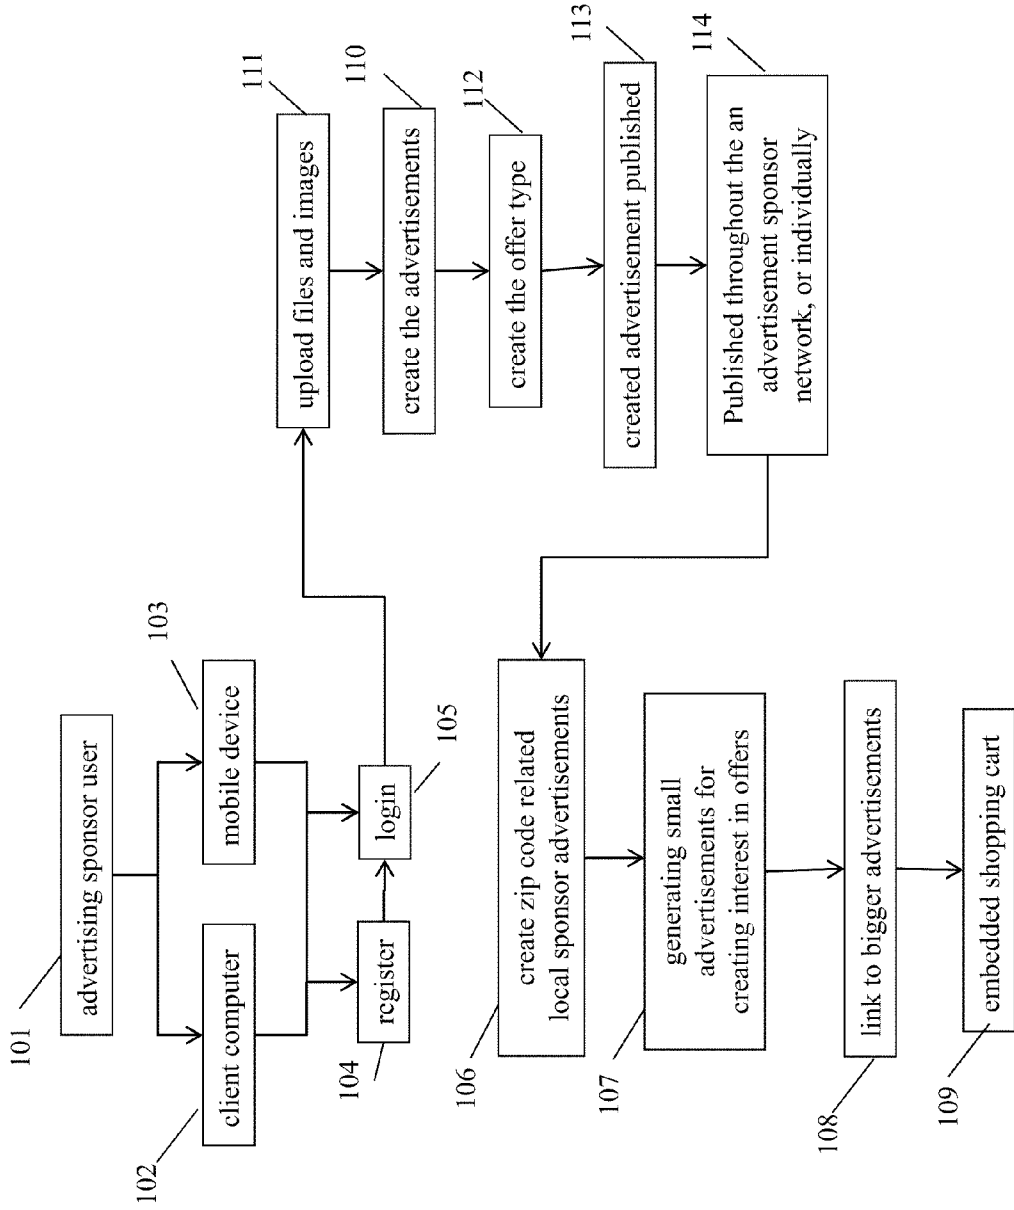 101
advertising sponsor user
102
client computer
103
mobile device
104
rcgister
105
login
111
upload files and images
110
create the advertisements
112
create the offer type
113
created advertisement published
114
Published throughout the an
advertisement sponsor
network, or individually
106
create zip code related
local sponsor advertisements
107
generating small
advertisements for
creating interest in offers
108
link to bigger advertisements
109
embedded shopping cart